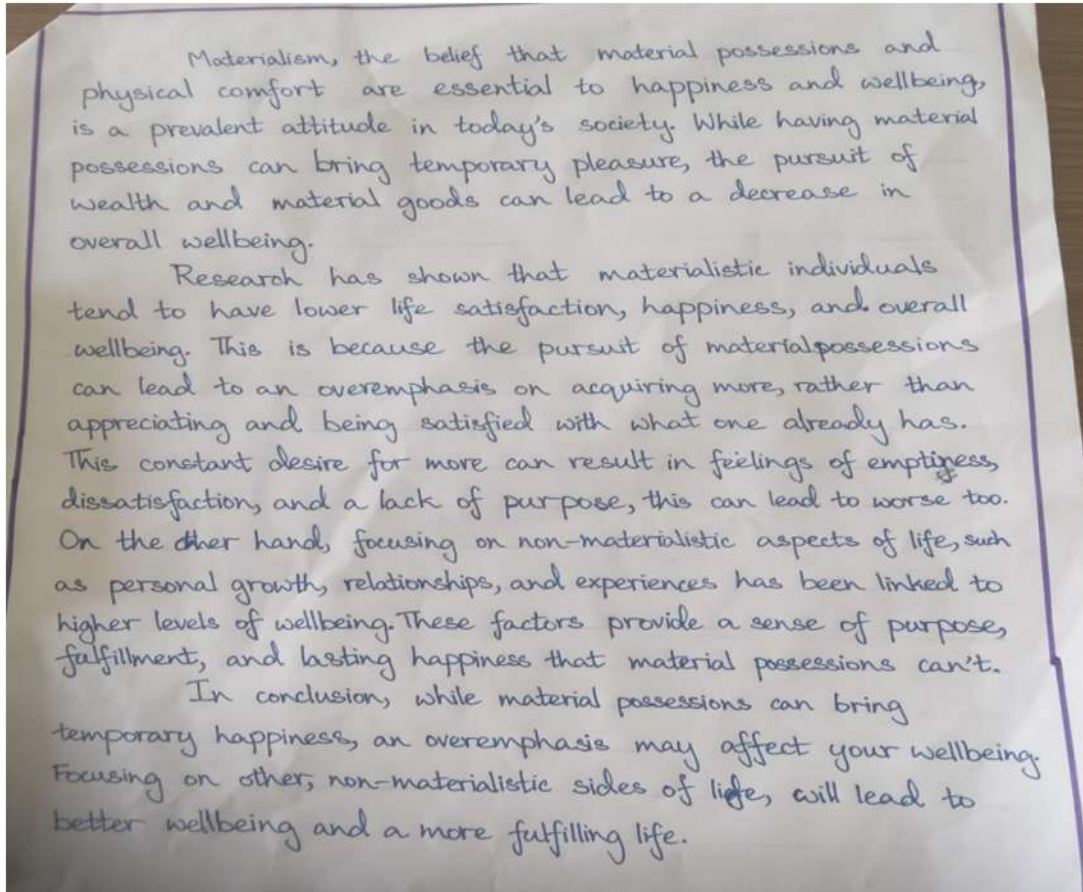 Materialism, the belief that material possessions and
physical comfort are essential to happiness and wellbeing,
is a prevalent attitude in today's society. While having material
possessions can bring temporary pleasure, the pursuit of
wealth and material goods can lead to a decrease in
overall wellbeing.
Research has shown that materialistic individuals
tend to have lower life satisfaction, happiness, and overall
wellbeing. This is because the pursuit of material possessions
can lead to an overemphasis on acquiring more, rather than
appreciating and being satisfied with what one already has.
This constant desire for more can result in feelings of emptiness,
dissatisfaction, and a lack of purpose, this can lead to worse too.
On the other hand, focusing on non-materialistic aspects of life, such
as personal growth, relationships, and experiences has been linked to
higher levels of wellbeing. These factors provide a sense of purpose,
fulfillment, and lasting happiness that material possessions can't.
In conclusion, while material possessions can bring
temporary happiness, an overemphasis may affect your wellbeing.
Focusing on other, non-materialistic sides of life, will lead to
better wellbeing and a more fulfilling life.